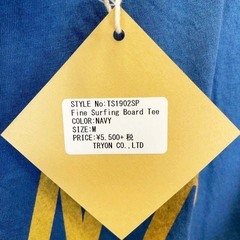 STYLE No:TS1902SP
Fine Surfing Board Tee
COLOR:NAVY
SIZE:M
PRICE:¥5.500+税
TRYON CO.,LTD